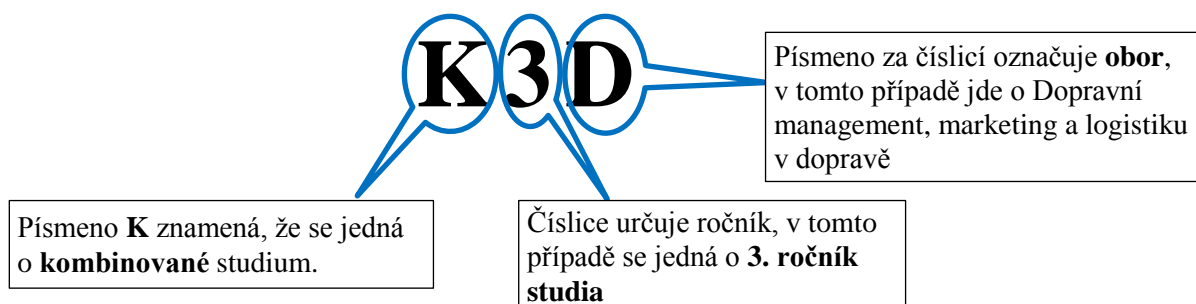 K3D
Písmeno za číslicí označuje obor,
v tomto případě jde o Dopravní
management, marketing a logistiku
v dopravě
Písmeno K znamená, že se jedná
o kombinované studium.
Číslice určuje ročník, v tomto
případě se jedná o 3. ročník
studia